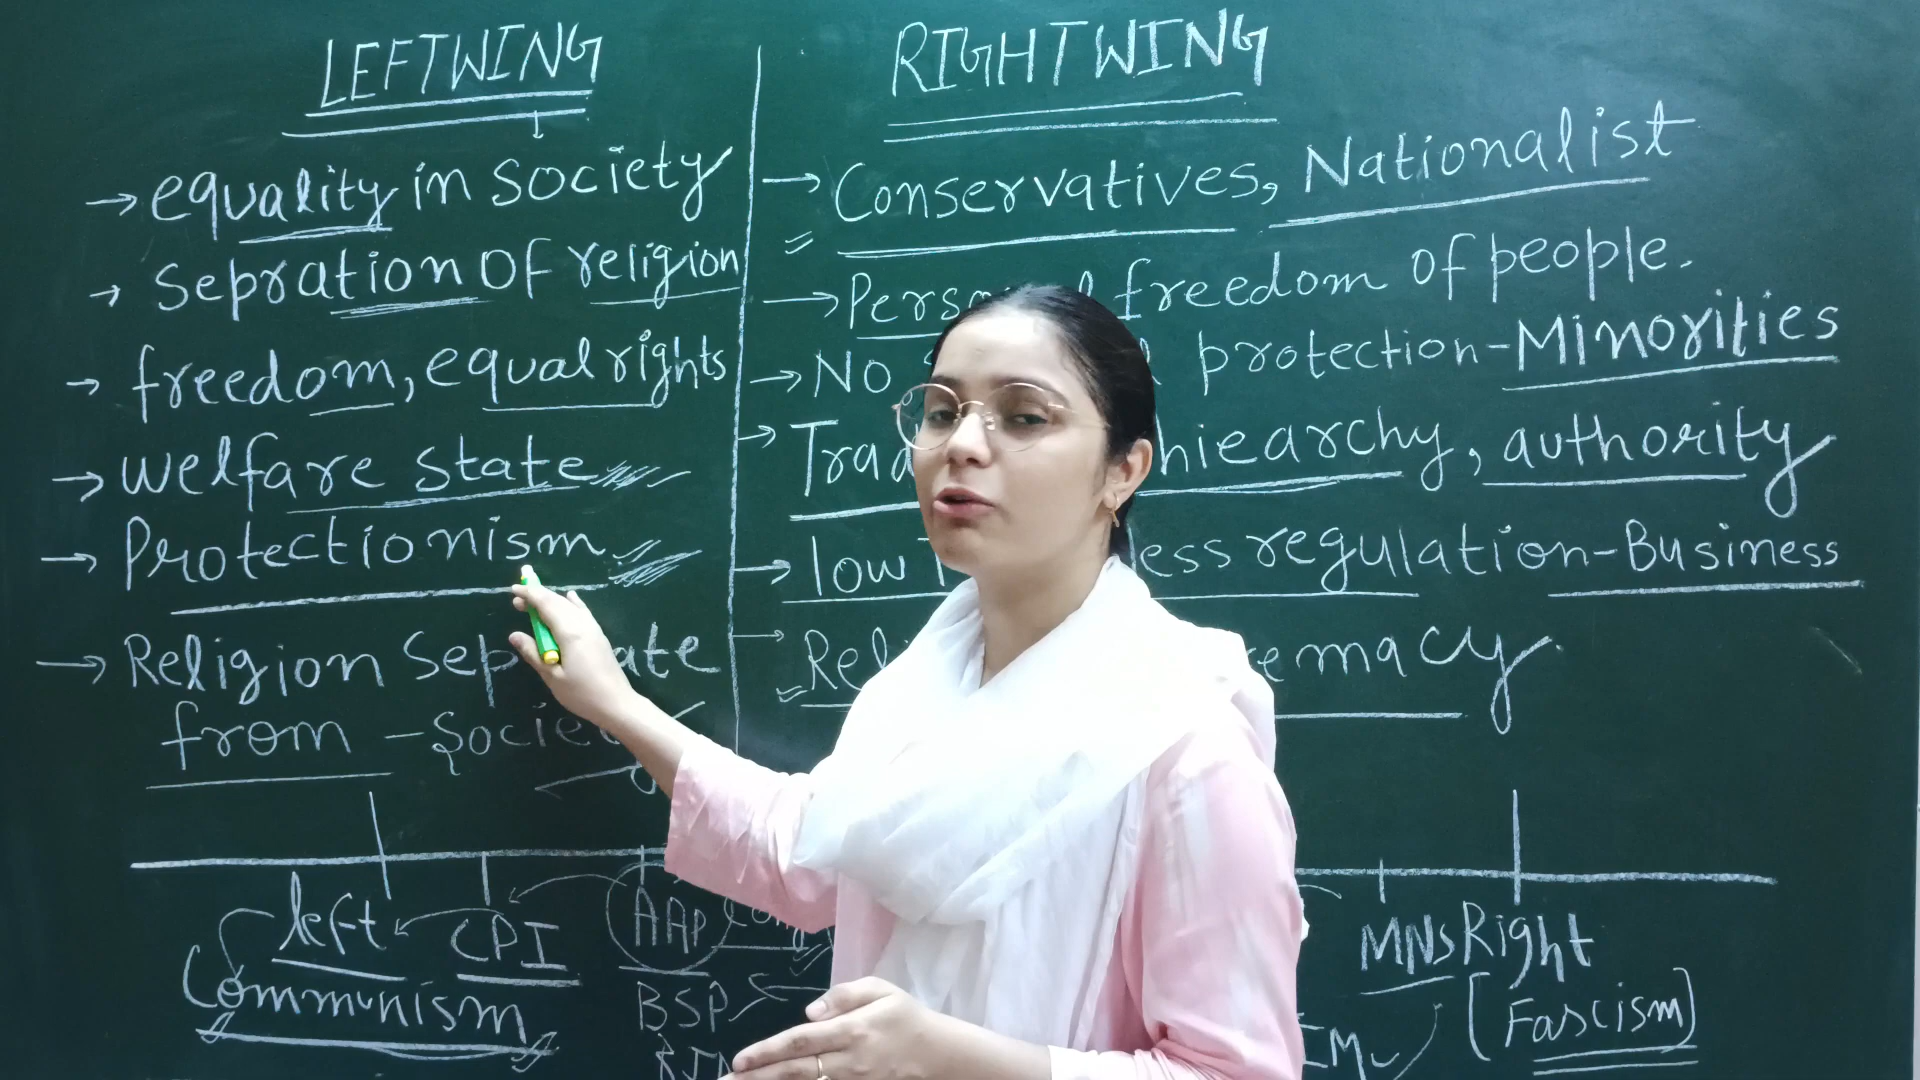 LEFTWING
→ equality in society
→ Sepration of religion
→ freedom, equal rights
→ welfare state
→ Protectionism
→ Religion Sep ate
from - Socie
RIGHTWING
→ Conservatives, Nationalist
→ Pers freedom of people.
→ No protection-Minorities
→ Trad hiearchy, authority
→ low ess regulation-Business
→ Rel emacy.
left CPI AAP Cong
Communism BSP
MNS Right
[Fascism]